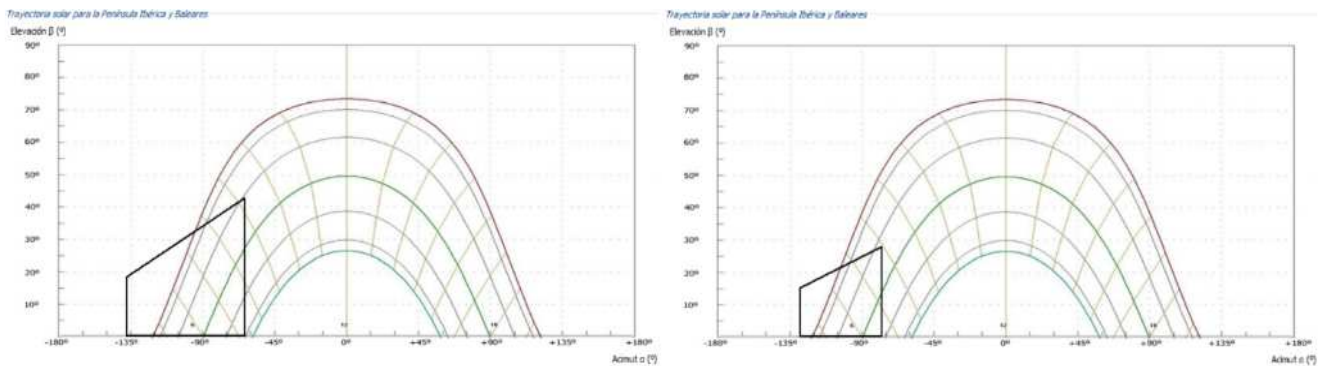 Trayectoria solar para la Península Ibérica y Baleares
Elevación β (º)
90º
80º
70º
60º
50º
40º
30º
20º
10º
-180º -135º -90º -45º 0º +45º +90º +135º +180º
Acimut α (º)
Trayectoria solar para la Península Ibérica y Baleares
Elevación β (º)
90º
80º
70º
60º
50º
40º
30º
20º
10º
-180º -135º -90º -45º 0º +45º +90º +135º +180º
Acimut α (º)